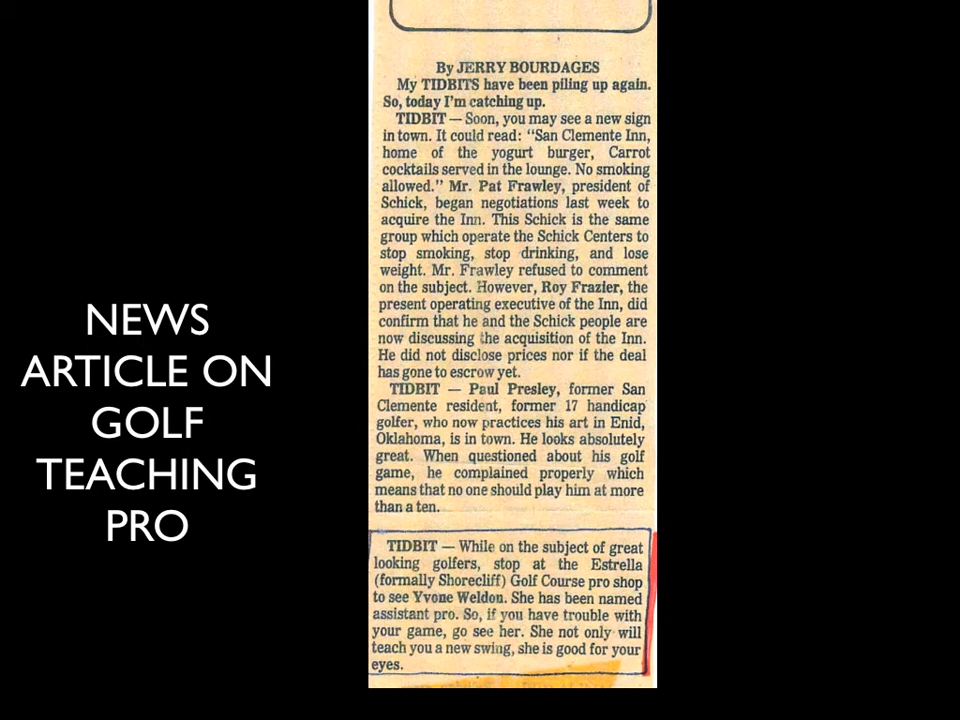 NEWS
ARTICLE ON
GOLF
TEACHING
PRO
By JERRY BOURDAGES
My TIDBITS have been piling up again.
So, today I'm catching up.
TIDBIT — Soon, you may see a new sign
in town. It could read: "San Clemente Inn,
home of the yogurt burger, Carrot
cocktails served in the lounge. No smoking
allowed." Mr. Pat Frawley, president of
Schick, began negotiations last week to
acquire the Inn. This Schick is the same
group which operate the Schick Centers to
stop smoking, stop drinking, and lose
weight. Mr. Frawley refused to comment
on the subject. However, Roy Frazier, the
present operating executive of the Inn, did
confirm that he and the Schick people are
now discussing the acquisition of the Inn.
He did not disclose prices nor if the deal
has gone to escrow yet.
TIDBIT — Paul Presley, former San
Clemente resident, former 17 handicap
golfer, who now practices his art in Enid,
Oklahoma, is in town. He looks absolutely
great. When questioned about his golf
game, he complained properly which
means that no one should play him at more
than a ten.
TIDBIT — While on the subject of great
looking golfers, stop at the Estrella
(formally Shorecliff) Golf Course pro shop
to see Yvone Weldon. She has been named
assistant pro. So, if you have trouble with
your game, go see her. She not only will
teach you a new swing, she is good for your
eyes.